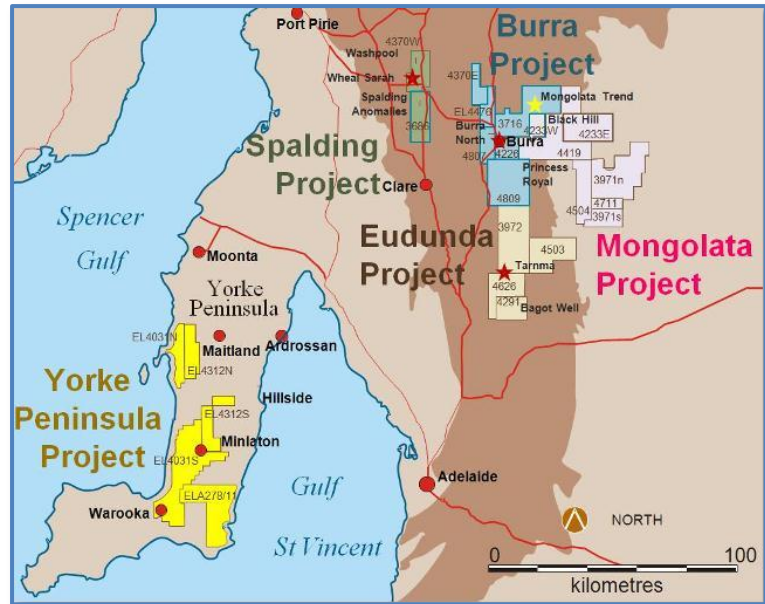 Port Pirie
4370W
Washpool
Wheal Sarah
Spalding
Anomalies
3686
Spalding
Project
Clare
Burra
Project
4370E
EL4476
Mongolata Trend
3716
Black Hill
4233W
4233E
Burra
North
Burra
4807
4226
4419
Princess
Royal
4809
3971n
4504
4711
3971s
Mongolata
Project
Eudunda
Project
3972
4503
Tarnma
4626
4291
Bagot Well
Spencer
Gulf
Moonta
Yorke
Peninsula
EL4031N
Maitland
Ardrossan
EL4312N
Yorke
Peninsula
Project
Hillside
EL4312S
Minlaton
EL4031S
ELA278/11
Warooka
Gulf
St Vincent
Adelaide
NORTH
0
100
kilometres